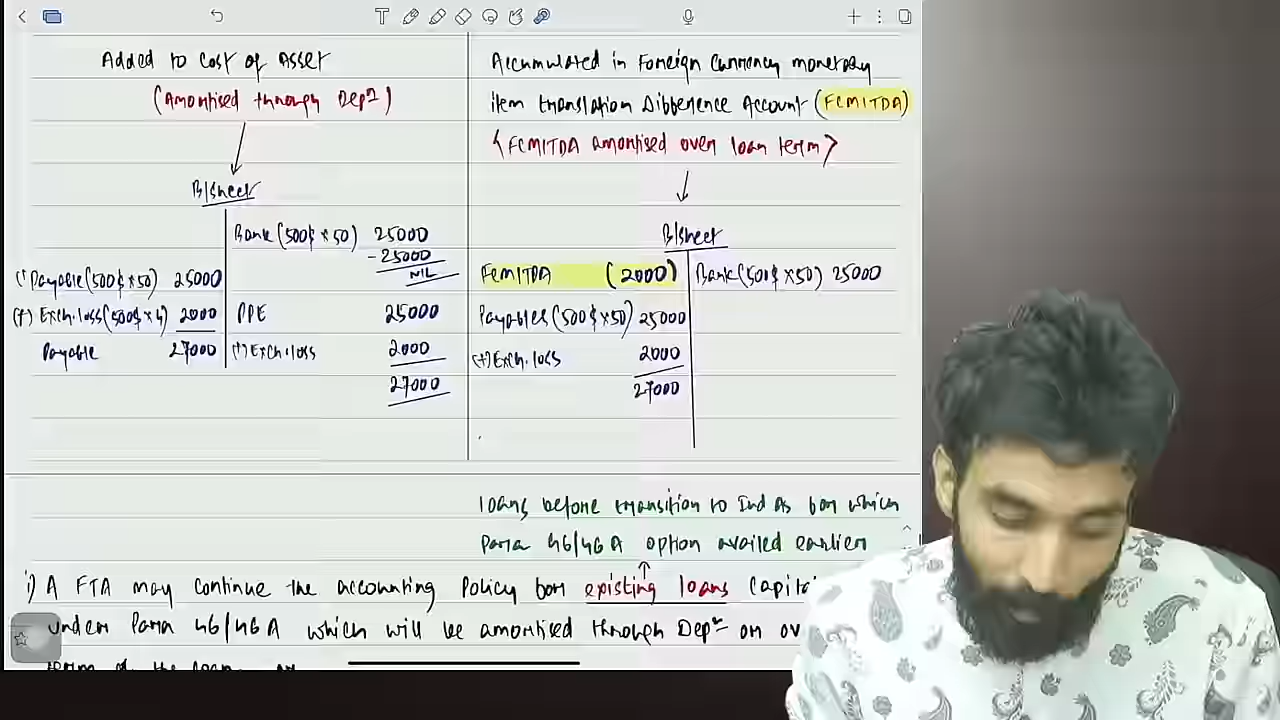 Added to cost of Asset
(Amortised through Depⁿ)
B/sheet
Bank (500$ x 50) 25000
- 25000
NIL
Payable (500$ x 50) 25000
(+) Exch. loss (500$ x 4) 2000
Payable 27000
PPE 25000
(+) Exch. loss 2000
27000
Accumulated in Foreign Currency monetary
item translation Difference Account (FCMITDA)
{FCMITDA amortised over loan term}
B/sheet
FCMITDA (2000)
Payables (500$ x 50) 25000
(+) Exch. loss 2000
27000
Bank (500$ x 50) 25000
loans before transition to Ind As for which
Para 46/46A option availed earlier
i) A FTA may continue the accounting Policy for existing loans
under Para 46/46A which will be amortised through Depⁿ or